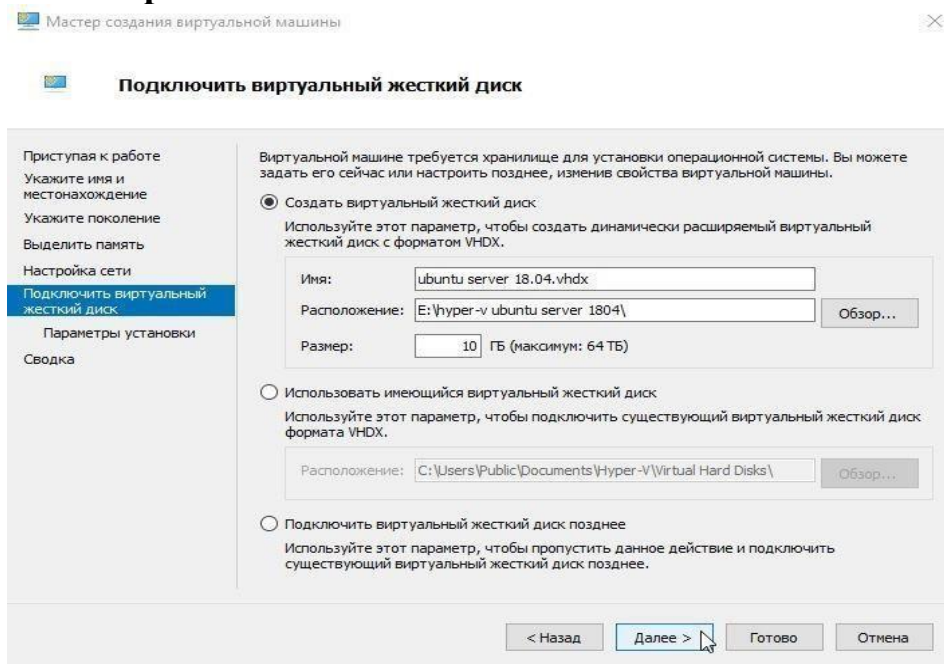 Мастер создания виртуальной машины
Подключить виртуальный жесткий диск
Приступая к работе
Укажите имя и
местонахождение
Укажите поколение
Выделить память
Настройка сети
Подключить виртуальный
жесткий диск
Параметры установки
Сводка
Виртуальной машине требуется хранилище для установки операционной системы. Вы можете
задать его сейчас или настроить позднее, изменив свойства виртуальной машины.
Создать виртуальный жесткий диск
Используйте этот параметр, чтобы создать динамически расширяемый виртуальный
жесткий диск с форматом VHDX.
Имя: ubuntu server 18.04.vhdx
Расположение: E:\hyper-v ubuntu server 1804\ Обзор...
Размер: 10 ГБ (максимум: 64 ТБ)
Использовать имеющийся виртуальный жесткий диск
Используйте этот параметр, чтобы подключить существующий виртуальный жесткий диск
формата VHDX.
Расположение: C:\Users\Public\Documents\Hyper-V\Virtual Hard Disks\ Обзор...
Подключить виртуальный жесткий диск позднее
Используйте этот параметр, чтобы пропустить данное действие и подключить
существующий виртуальный жесткий диск позднее.
< Назад Далее > Готово Отмена